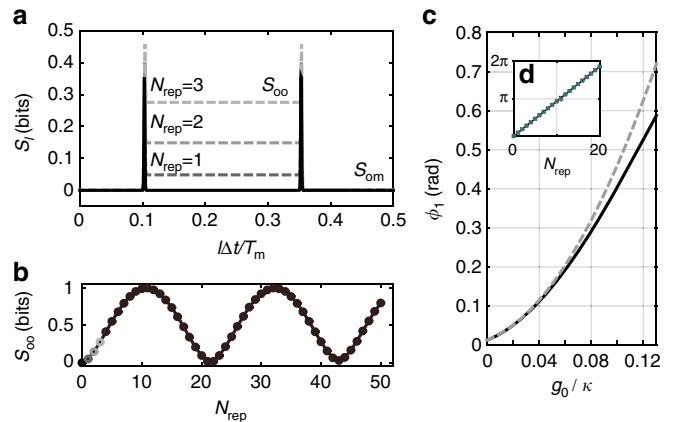 a
0.5
0.4
0.3
0.2
0.1
0
S_l (bits)
N_rep=3
S_oo
N_rep=2
N_rep=1
S_om
0 0.1 0.2 0.3 0.4 0.5
lΔt/T_m
b
1
0.5
0
S_oo (bits)
0 10 20 30 40 50
N_rep
c
0.8
0.7
0.6
0.5
0.4
0.3
0.2
0.1
0
ϕ_1 (rad)
0 0.04 0.08 0.12
g_0 / κ
d
2π
π
0 20
N_rep